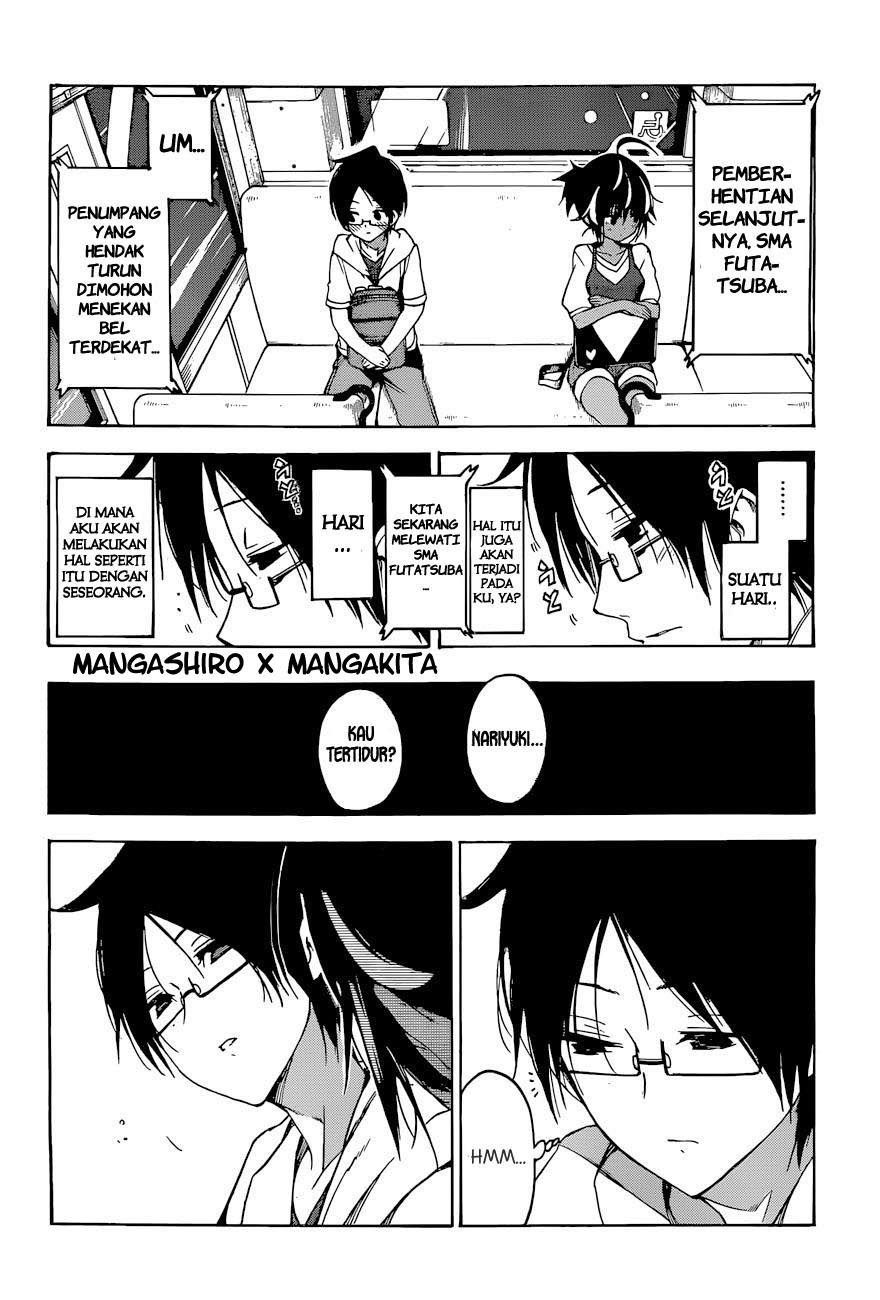 PEMBER-
HENTIAN
SELANJUT-
NYA, SMA
FUTA-
TSUBA...
UM...
PENUMPANG
YANG
HENDAK
TURUN
DIMOHON
MENEKAN
BEL
TERDEKAT...
........
SUATU
HARI..
HAL ITU
JUGA
AKAN
TERJADI
PADA
KU, YA?
KITA
SEKARANG
MELEWATI
SMA
FUTATSUBA
...
HARI
...
DI MANA
AKU AKAN
MELAKUKAN
HAL SEPERTI
ITU DENGAN
SESEORANG.
MANGASHIRO X MANGAKITA
NARIYUKI...
KAU
TERTIDUR?
HMM...